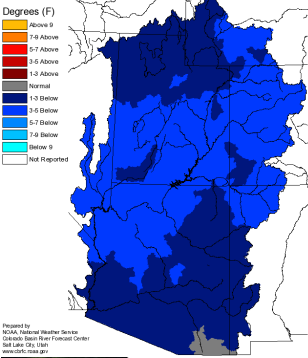 Degrees (F)
Above 9
7-9 Above
5-7 Above
3-5 Above
1-3 Above
Normal
1-3 Below
3-5 Below
5-7 Below
7-9 Below
Below 9
Not Reported
Prepared by
NOAA, National Weather Service
Colorado Basin River Forecast Center
Salt Lake City, Utah
www.cbrfc.noaa.gov